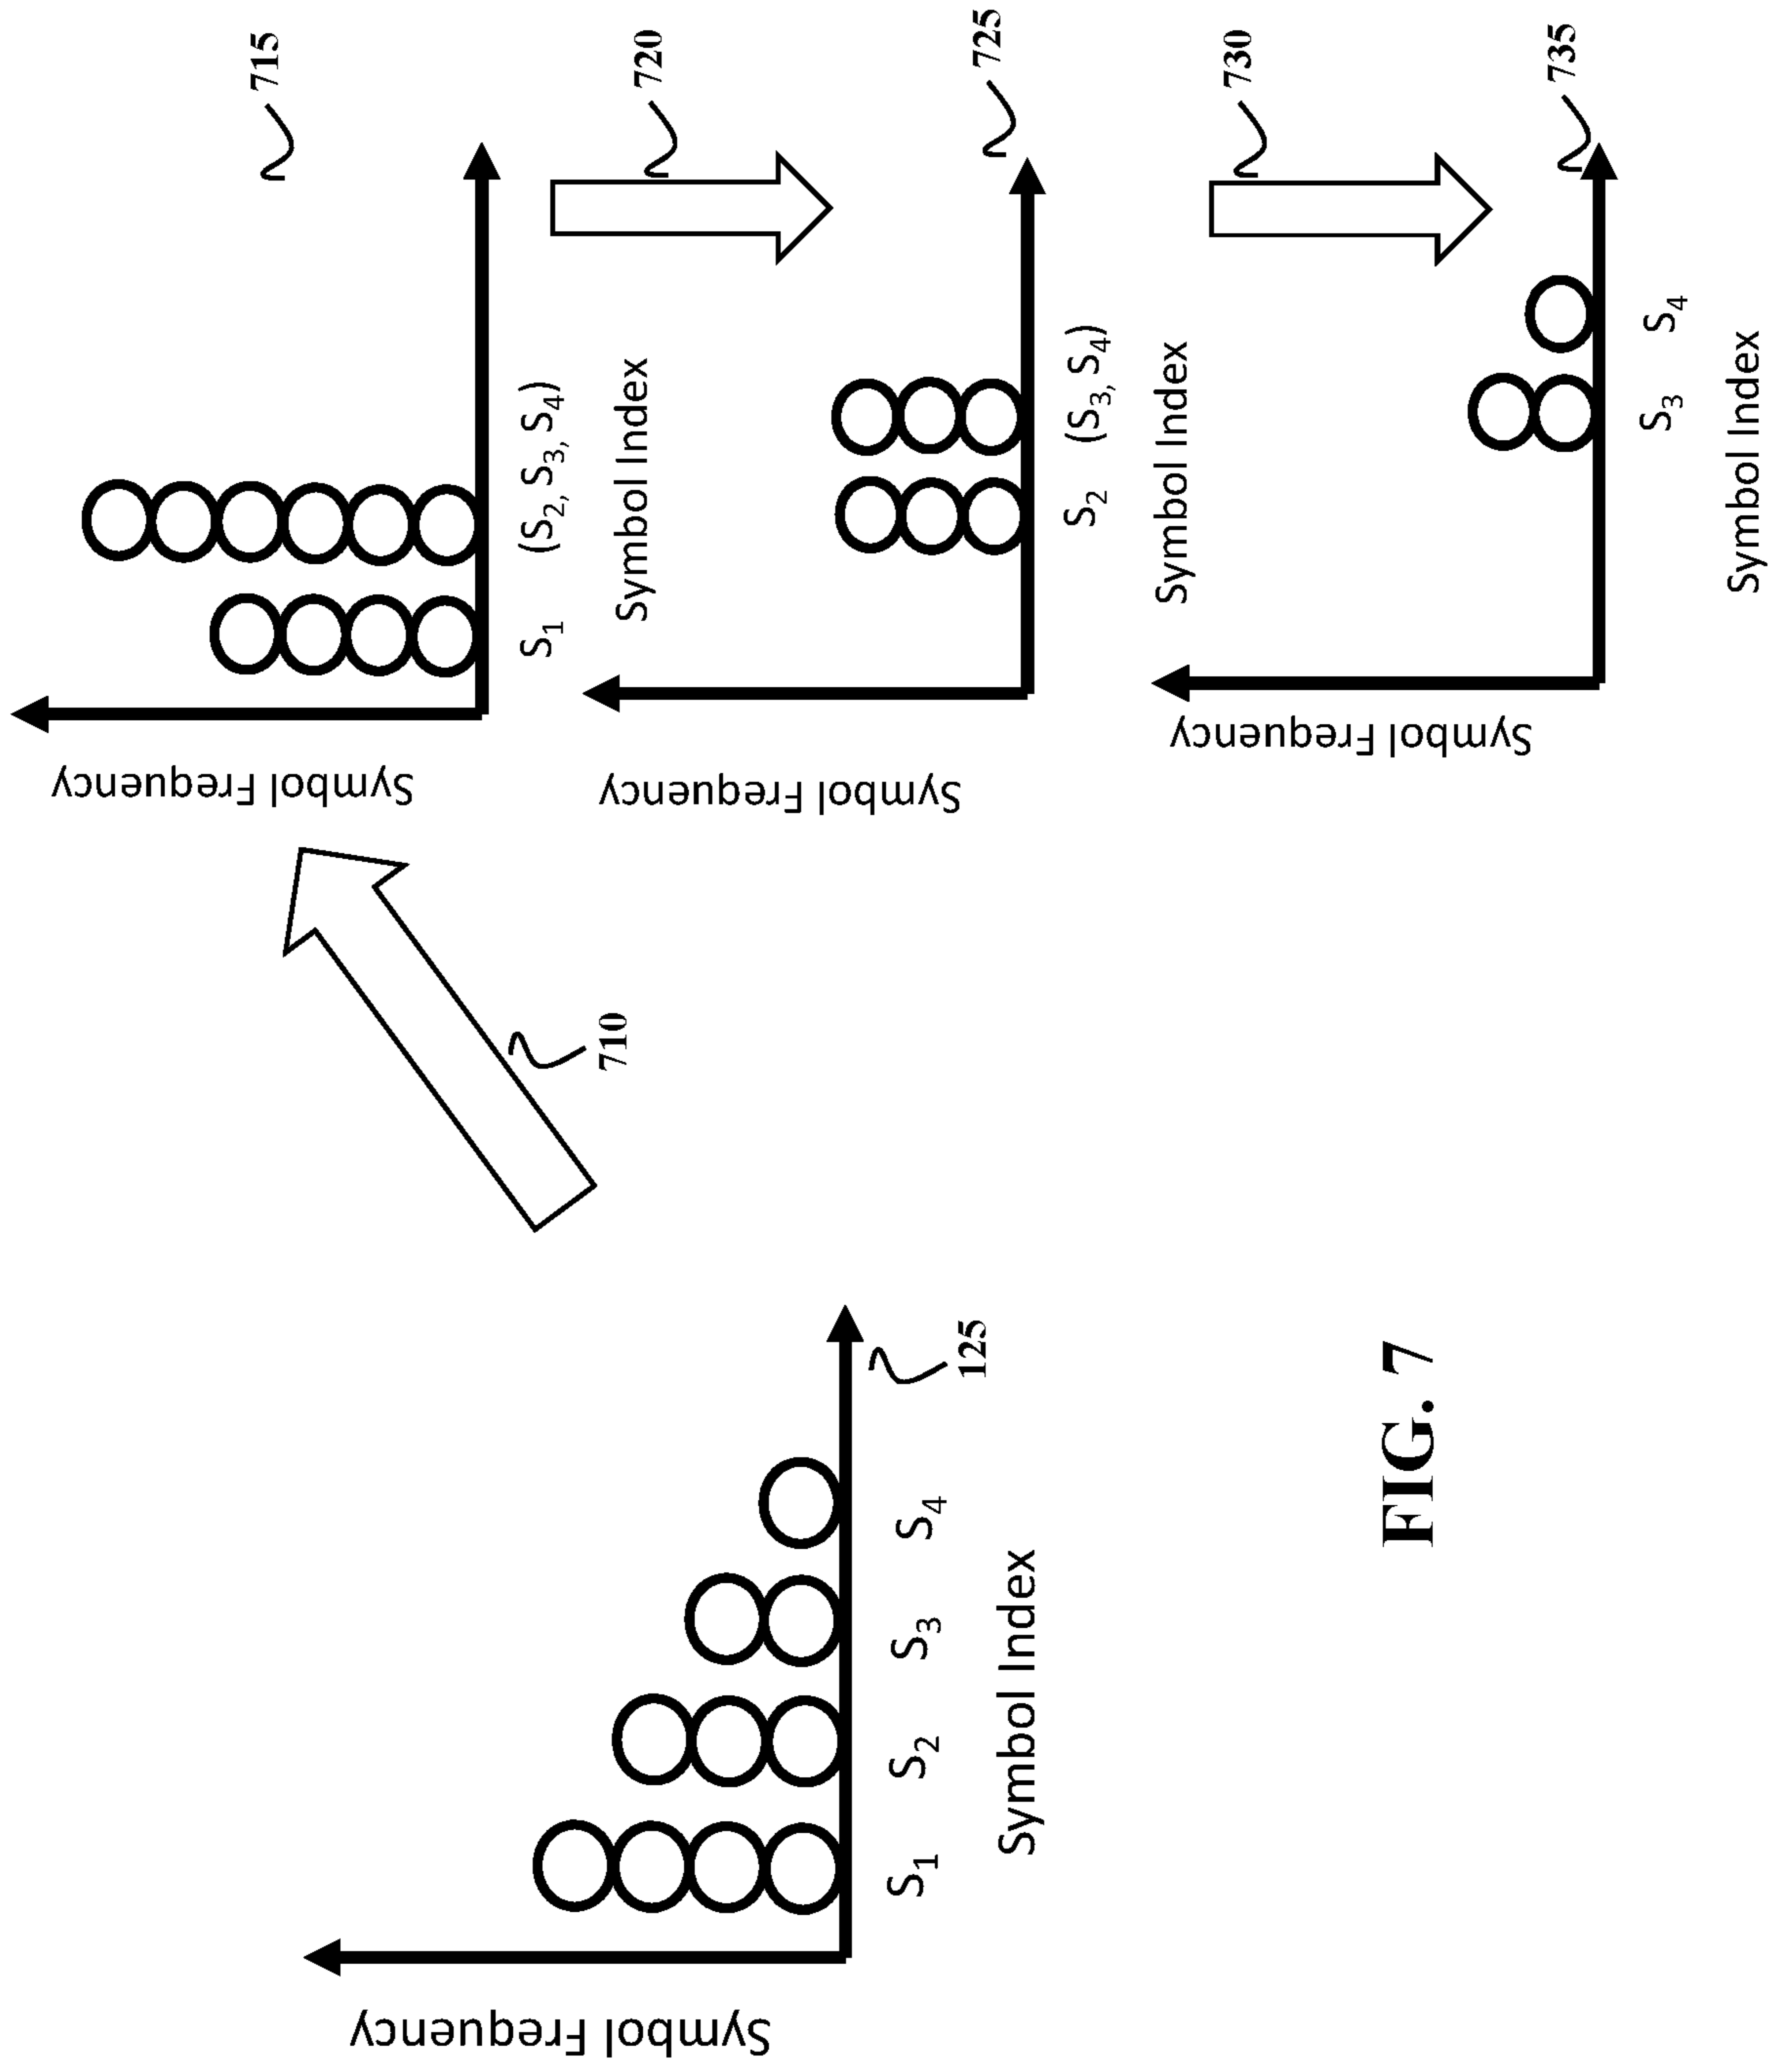 Symbol Frequency
S1 S2 S3 S4
Symbol Index
125
710
Symbol Frequency
S1 (S2, S3, S4)
Symbol Index
715
720
Symbol Frequency
S2 (S3, S4)
Symbol Index
725
730
Symbol Frequency
S3 S4
Symbol Index
735
FIG. 7